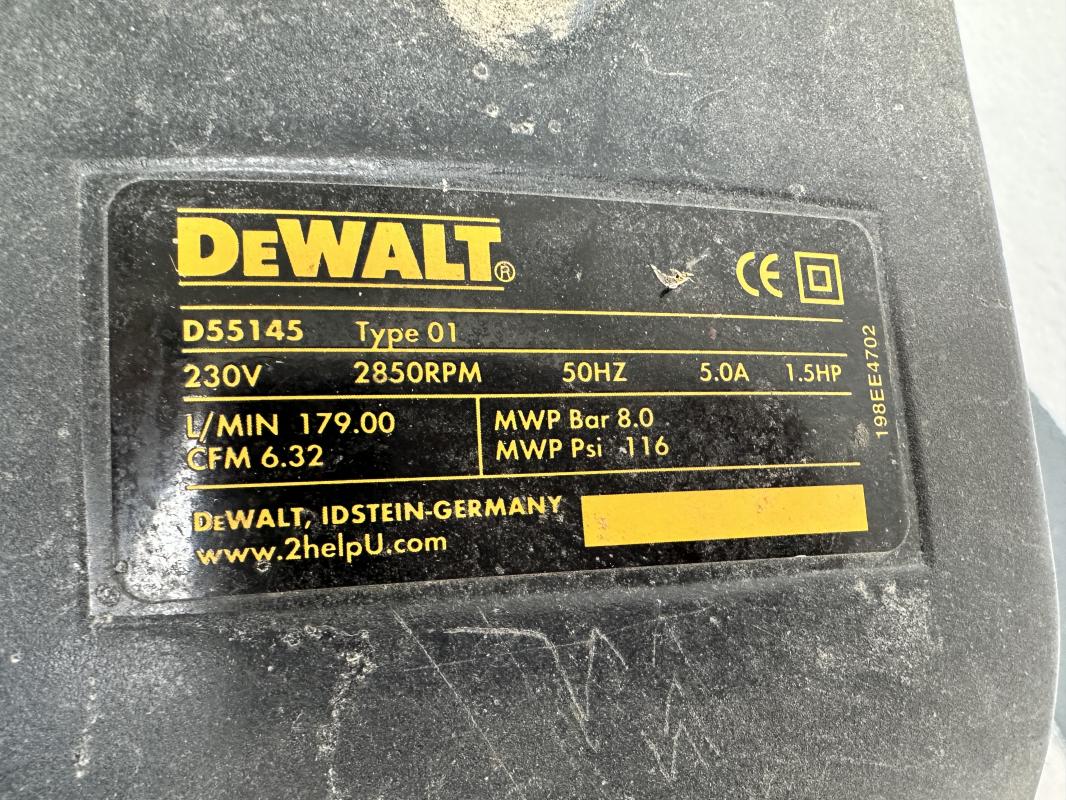 DEWALT®
CE
D55145 Type 01
230V 2850RPM 50HZ 5.0A 1.5HP
L/MIN 179.00
CFM 6.32
MWP Bar 8.0
MWP Psi 116
DEWALT, IDSTEIN-GERMANY
www.2helpU.com
198EE4702